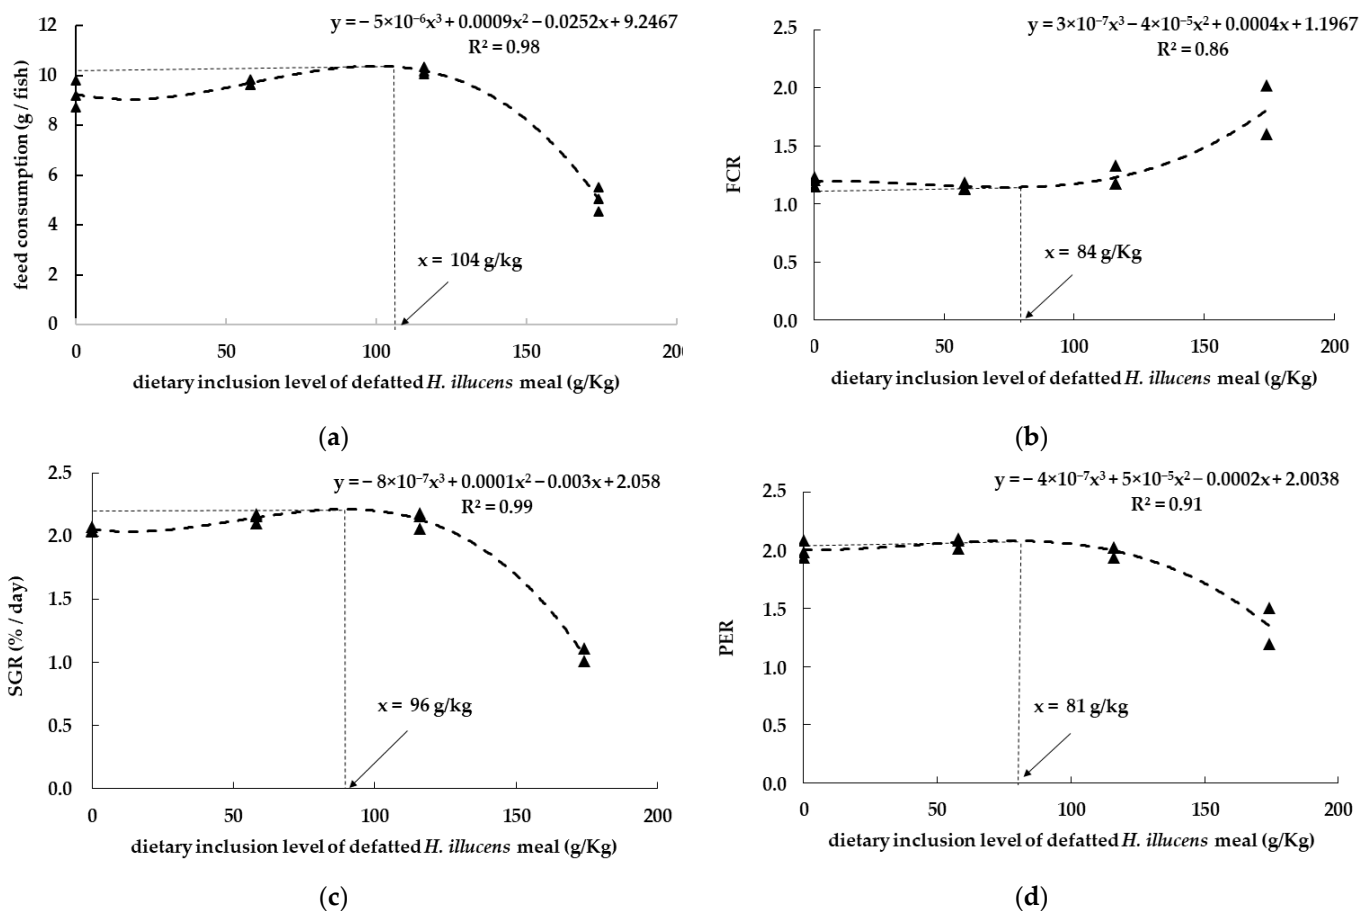 y = – 5×10⁻⁶x³ + 0.0009x² – 0.0252x + 9.2467
R² = 0.98
12
10
8
6
4
2
0
feed consumption (g / fish)
x = 104 g/kg
0 50 100 150 200
dietary inclusion level of defatted H. illucens meal (g/Kg)
(a)
y = 3×10⁻⁷x³ – 4×10⁻⁵x² + 0.0004x + 1.1967
R² = 0.86
2.5
2.0
1.5
1.0
0.5
0.0
FCR
x = 84 g/Kg
0 50 100 150 200
dietary inclusion level of defatted H. illucens meal (g/Kg)
(b)
y = – 8×10⁻⁷x³ + 0.0001x² – 0.003x + 2.058
R² = 0.99
2.5
2.0
1.5
1.0
0.5
0.0
SGR (% / day)
x = 96 g/kg
0 50 100 150 200
dietary inclusion level of defatted H. illucens meal (g/Kg)
(c)
y = – 4×10⁻⁷x³ + 5×10⁻⁵x² – 0.0002x + 2.0038
R² = 0.91
2.5
2.0
1.5
1.0
0.5
0.0
PER
x = 81 g/kg
0 50 100 150 200
dietary inclusion level of defatted H. illucens meal (g/Kg)
(d)